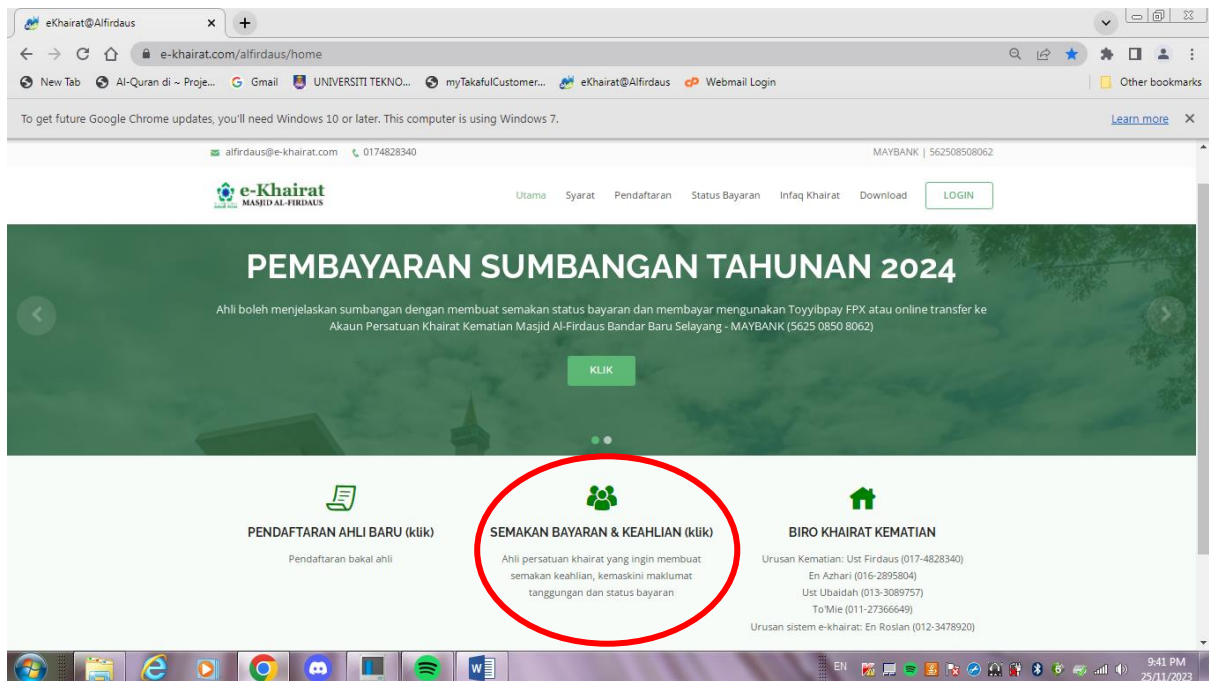 eKhairat@Alfirdaus
e-khairat.com/alfirdaus/home
New Tab Al-Quran di ~ Proje... Gmail UNIVERSITI TEKNO... myTakafulCustomer... eKhairat@Alfirdaus Webmail Login Other bookmarks
To get future Google Chrome updates, you'll need Windows 10 or later. This computer is using Windows 7. Learn more
alfirdaus@e-khairat.com 0174828340 MAYBANK | 562508508062
e-Khairat
MASJID AL-FIRDAUS
Utama Syarat Pendaftaran Status Bayaran Infaq Khairat Download LOGIN
PEMBAYARAN SUMBANGAN TAHUNAN 2024
Ahli boleh menjelaskan sumbangan dengan membuat semakan status bayaran dan membayar mengunakan Toyyibpay FPX atau online transfer ke
Akaun Persatuan Khairat Kematian Masjid Al-Firdaus Bandar Baru Selayang - MAYBANK (5625 0850 8062)
KLIK
PENDAFTARAN AHLI BARU (klik)
Pendaftaran bakal ahli
SEMAKAN BAYARAN & KEAHLIAN (klik)
Ahli persatuan khairat yang ingin membuat
semakan keahlian, kemaskini maklumat
tanggungan dan status bayaran
BIRO KHAIRAT KEMATIAN
Urusan Kematian: Ust Firdaus (017-4828340)
En Azhari (016-2895804)
Ust Ubaidah (013-3089757)
To'Mie (011-27366649)
Urusan sistem e-khairat: En Roslan (012-3478920)
EN
9:41 PM
25/11/2023